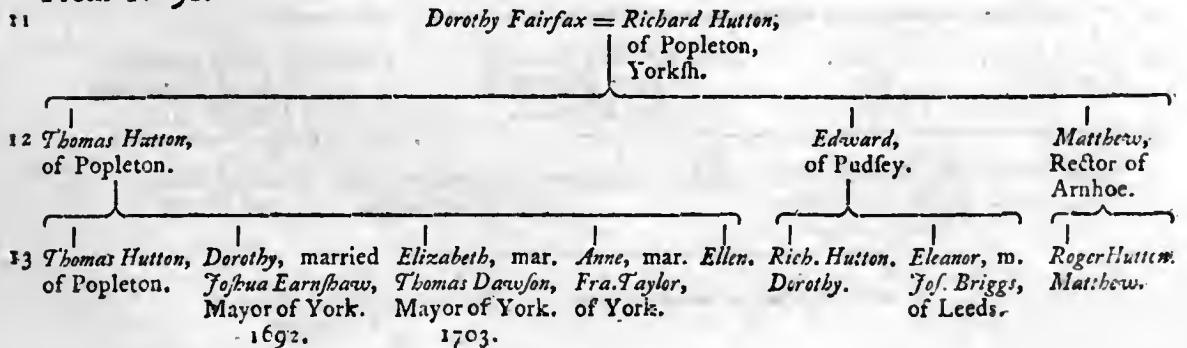 11 Dorothy Fairfax = Richard Hutton,
of Popleton,
Yorkſh.
12 Thomas Hutton, Edward, Matthew,
of Popleton. of Pudſey. Rector of
Arnhoe.
13 Thomas Hutton, Dorothy, married Elizabeth, mar. Anne, mar. Ellen. Rich. Hutton. Eleanor, m. Roger Hutton.
of Popleton. Joſhua Earnſhaw, Thomas Dawſon, Fra. Taylor, Dorothy. Joſ. Briggs, Matthew.
Mayor of York. Mayor of York. of York. of Leeds.
1692. 1703.